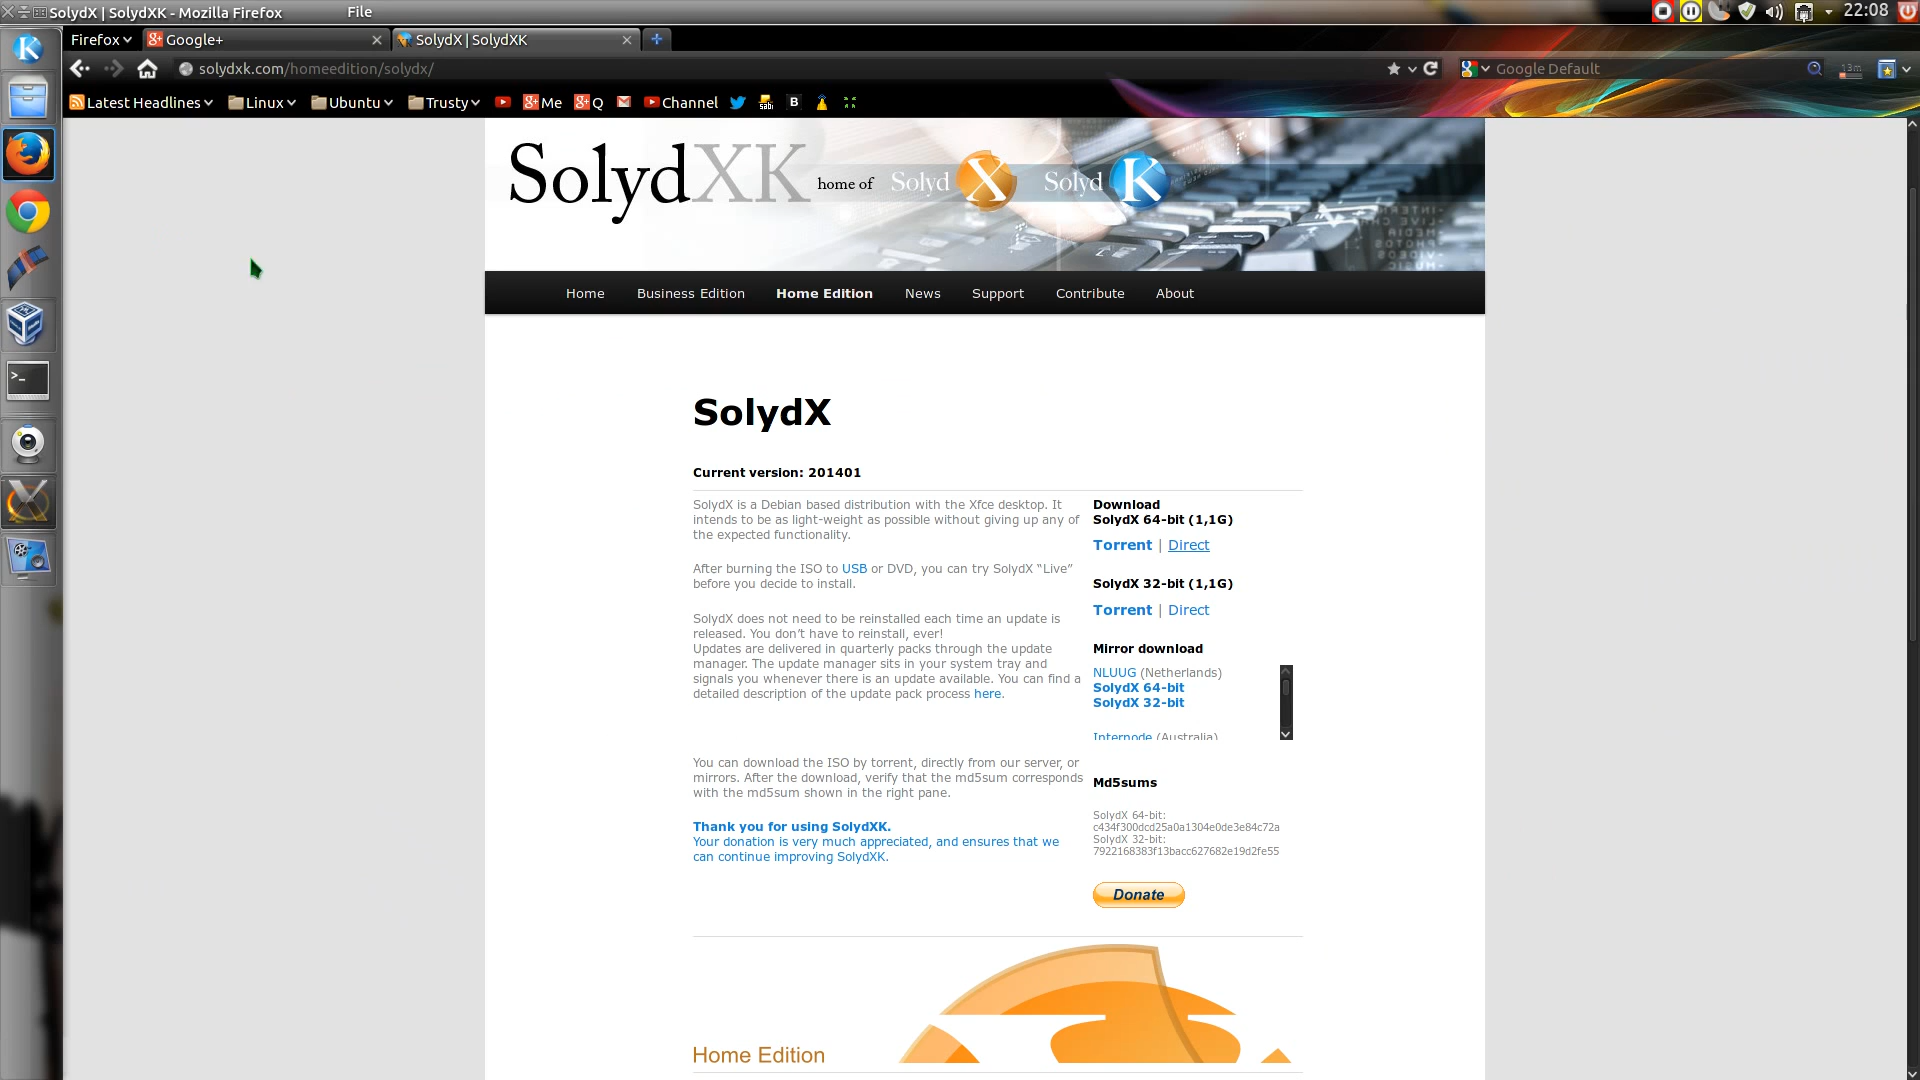 SolydX | SolydXK - Mozilla Firefox File 22:08
Firefox Google+ SolydX | SolydXK
solydxk.com/homeedition/solydx/ Google Default 13m
Latest Headlines Linux Ubuntu Trusty Me Q Channel B
SolydXK home of Solyd X Solyd K
Home Business Edition Home Edition News Support Contribute About
SolydX
Current version: 201401
SolydX is a Debian based distribution with the Xfce desktop. It
intends to be as light-weight as possible without giving up any of
the expected functionality.
After burning the ISO to USB or DVD, you can try SolydX “Live”
before you decide to install.
SolydX does not need to be reinstalled each time an update is
released. You don’t have to reinstall, ever!
Updates are delivered in quarterly packs through the update
manager. The update manager sits in your system tray and
signals you whenever there is an update available. You can find a
detailed description of the update pack process here.
You can download the ISO by torrent, directly from our server, or
mirrors. After the download, verify that the md5sum corresponds
with the md5sum shown in the right pane.
Thank you for using SolydXK.
Your donation is very much appreciated, and ensures that we
can continue improving SolydXK.
Download
SolydX 64-bit (1,1G)
Torrent | Direct
SolydX 32-bit (1,1G)
Torrent | Direct
Mirror download
NLUUG (Netherlands)
SolydX 64-bit
SolydX 32-bit
Internode (Australia)
Md5sums
SolydX 64-bit:
c434f300dcd25a0a1304e0de3e84c72a
SolydX 32-bit:
7922168383f13bacc627682e19d2fe55
Donate
Home Edition